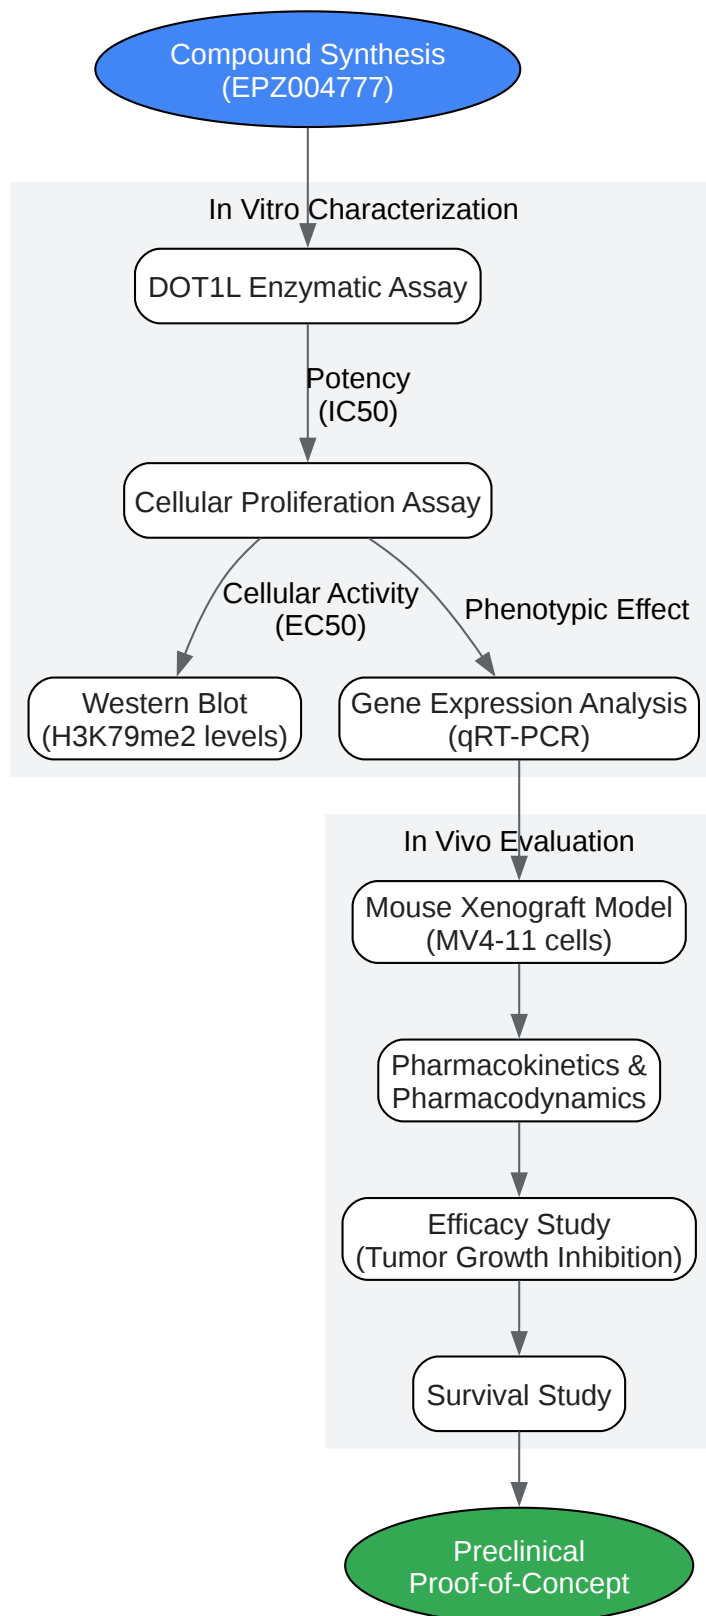 Compound Synthesis
(EPZ004777)
In Vitro Characterization
DOT1L Enzymatic Assay
Potency
(IC50)
Cellular Proliferation Assay
Cellular Activity
(EC50)
Phenotypic Effect
Western Blot
(H3K79me2 levels)
Gene Expression Analysis
(qRT-PCR)
In Vivo Evaluation
Mouse Xenograft Model
(MV4-11 cells)
Pharmacokinetics &
Pharmacodynamics
Efficacy Study
(Tumor Growth Inhibition)
Survival Study
Preclinical
Proof-of-Concept